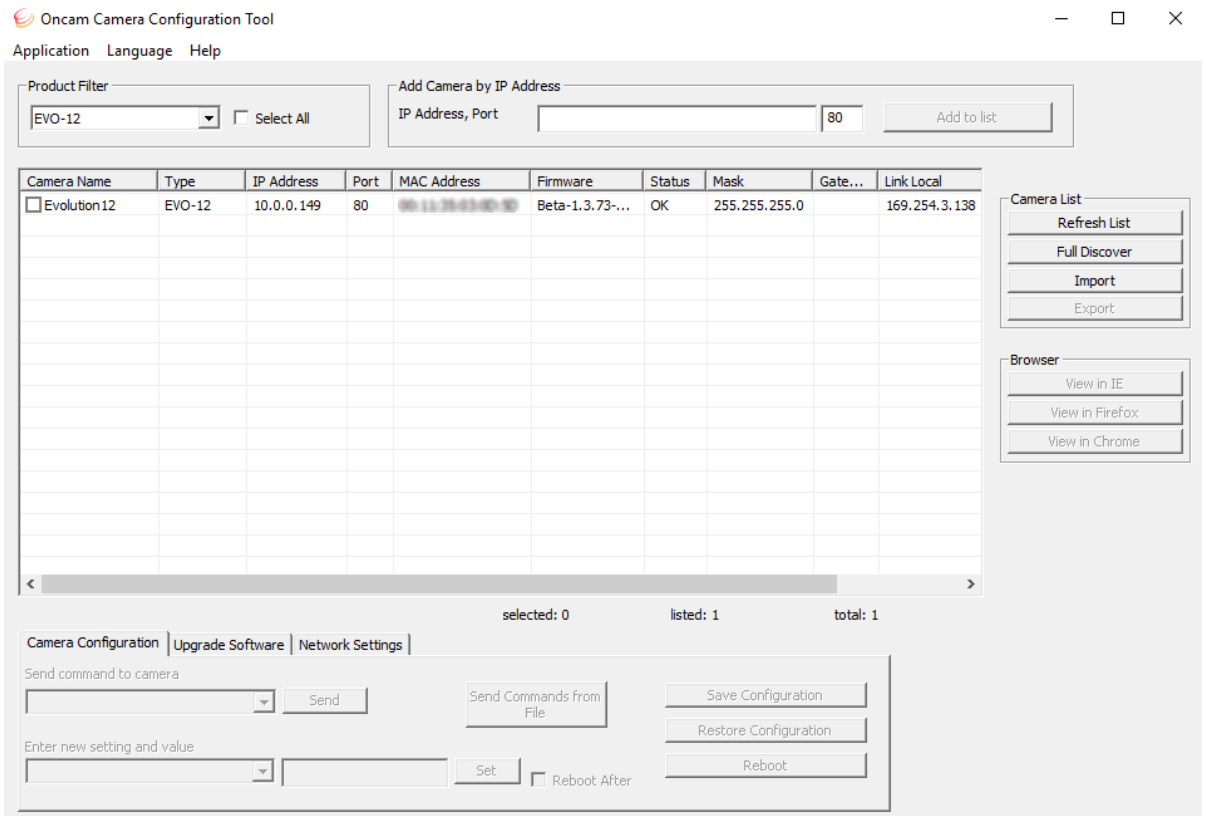 Oncam Camera Configuration Tool
Application Language Help
Product Filter
EVO-12 Select All
Add Camera by IP Address
IP Address, Port 80 Add to list
Camera Name Type IP Address Port MAC Address Firmware Status Mask Gate... Link Local
Evolution12 EVO-12 10.0.0.149 80 Beta-1.3.73-... OK 255.255.255.0 169.254.3.138
Camera List
Refresh List
Full Discover
Import
Export
Browser
View in IE
View in Firefox
View in Chrome
selected: 0 listed: 1 total: 1
Camera Configuration Upgrade Software Network Settings
Send command to camera
Send
Send Commands from
File
Save Configuration
Restore Configuration
Enter new setting and value
Set Reboot After
Reboot